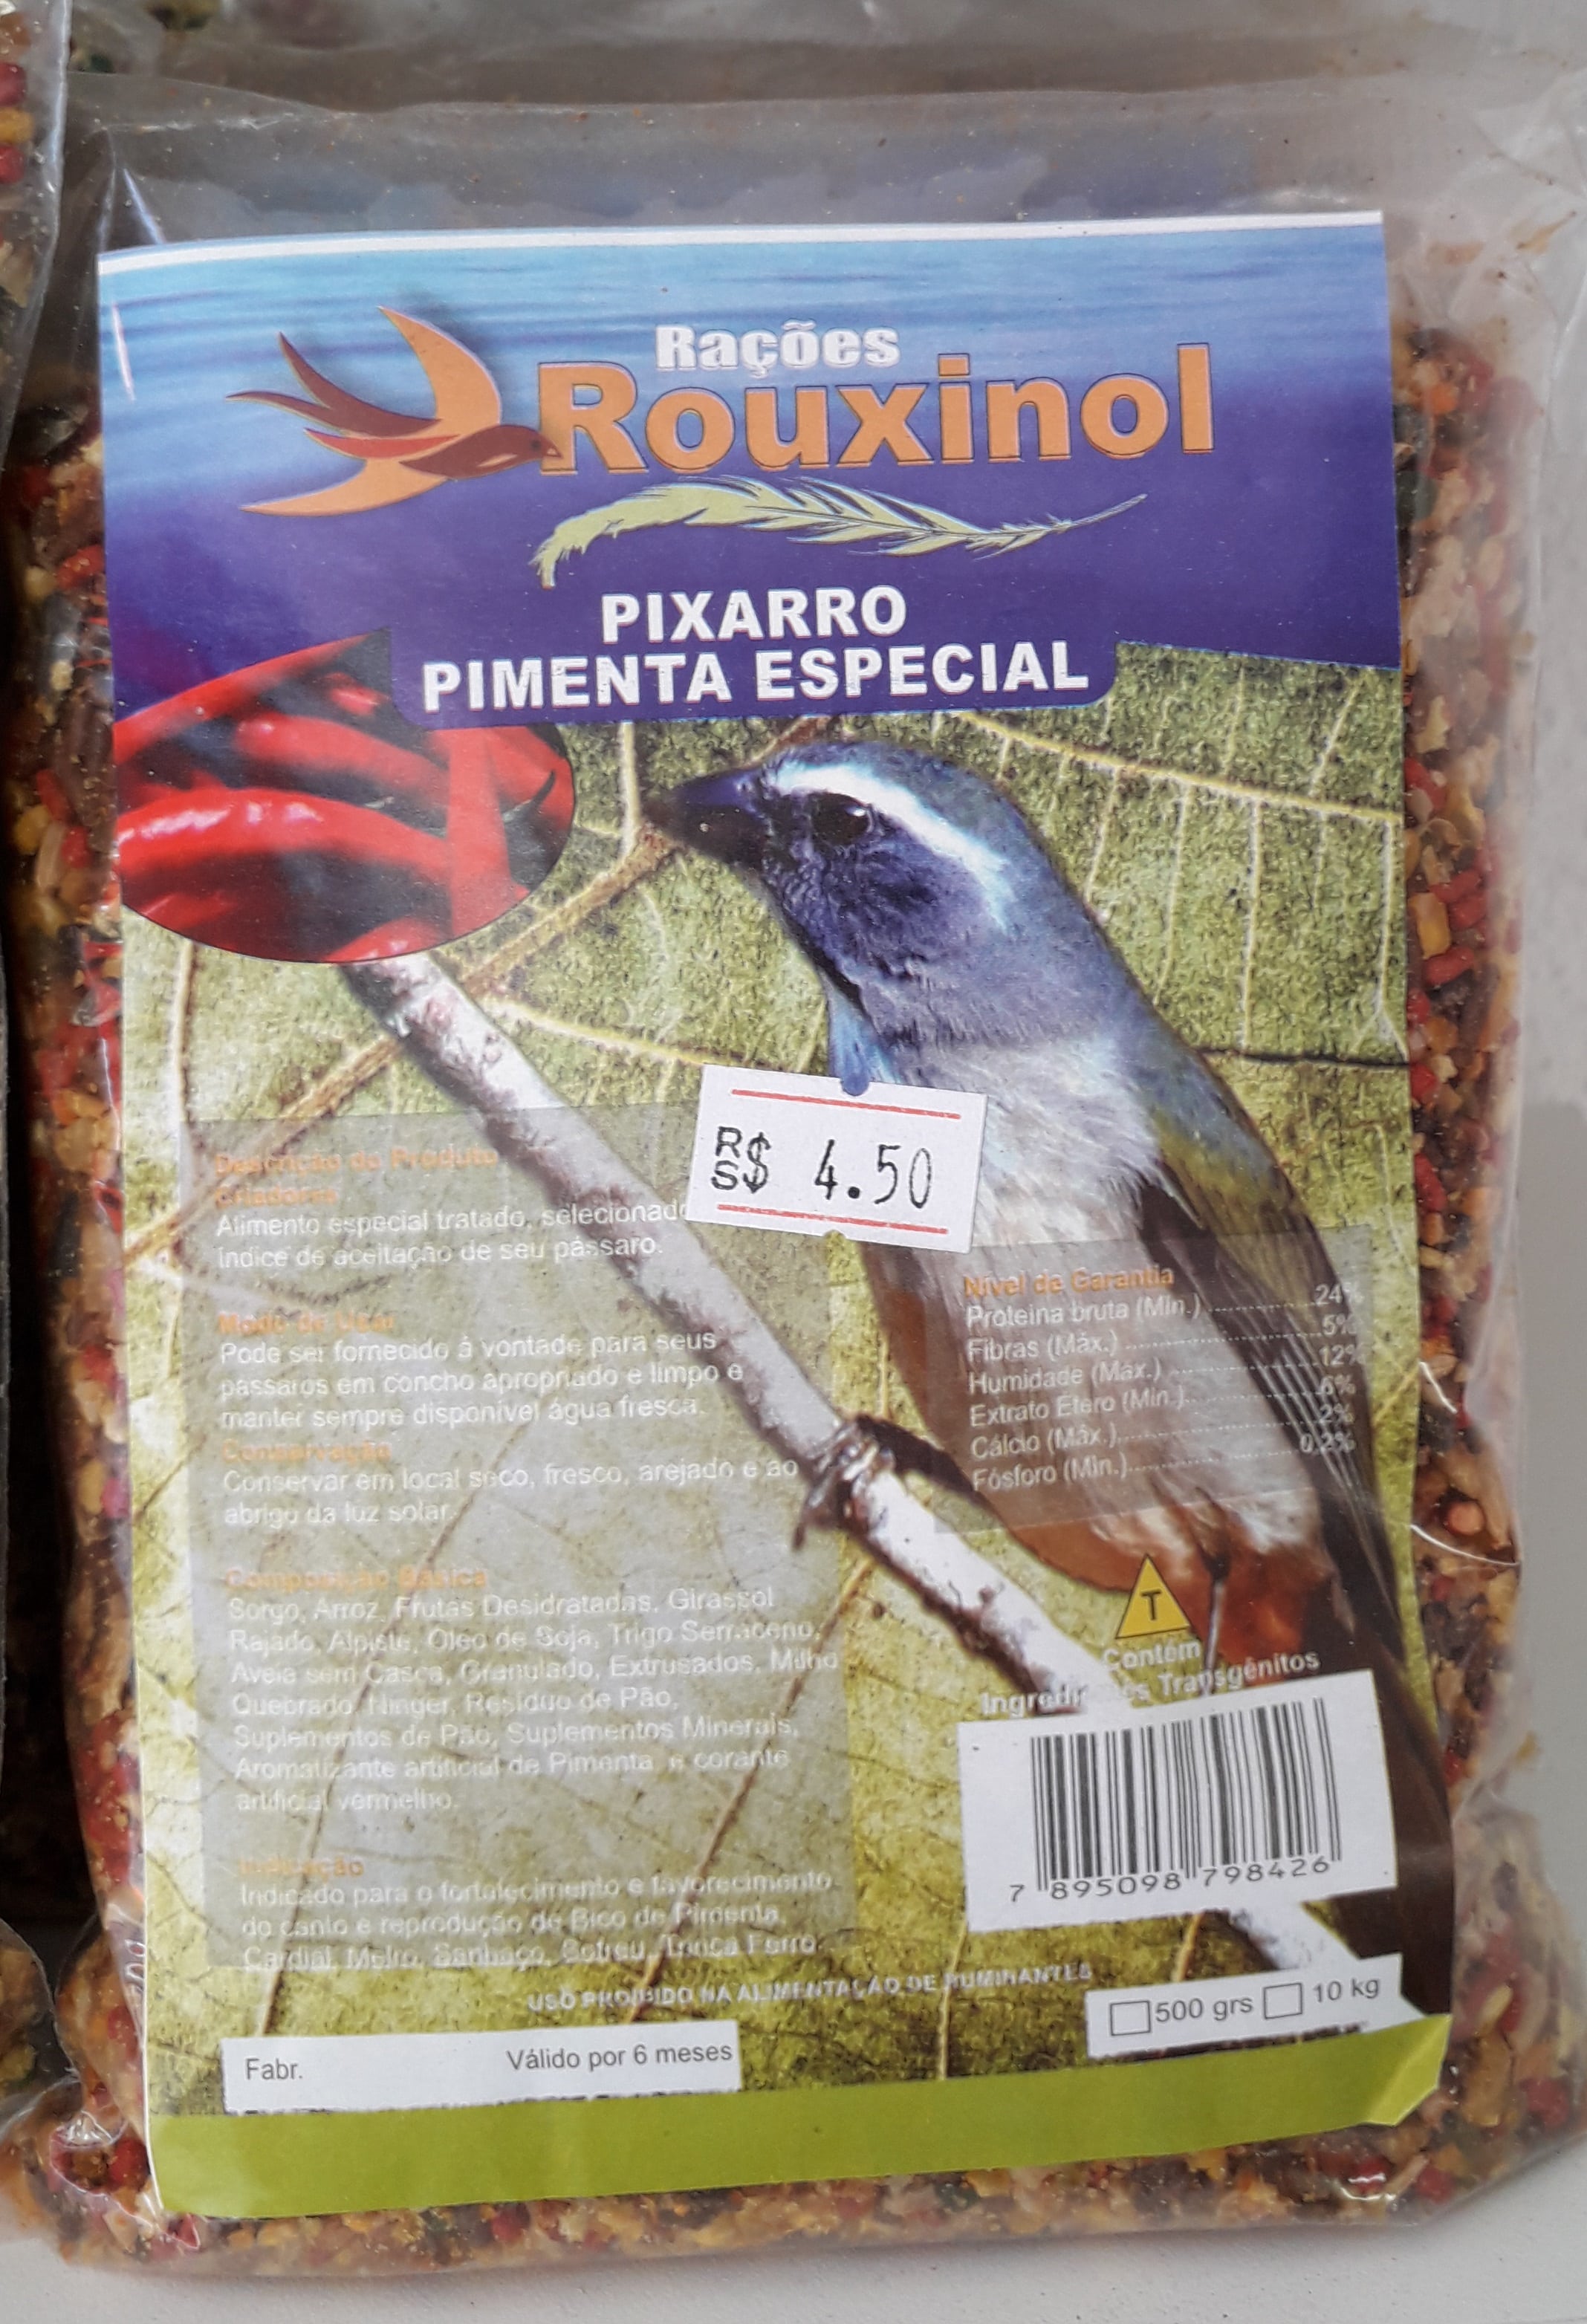 Rações
Rouxinol
PIXARRO
PIMENTA ESPECIAL
R$ 4.50
Descrição do Produto
Criadores
Alimento especial tratado, selecionado
índice de aceitação de seu pássaro.
Modo de Usar
Pode ser fornecido á vontade para seus
pássaros em concho apropriado e limpo e
manter sempre disponível água fresca.
Conservação
Conservar em local seco, fresco, arejado e ao
abrigo da luz solar.
Composição Básica
Sorgo, Arroz, Frutas Desidratadas, Girassol
Rajado, Alpiste, Óleo de Soja, Trigo Serraceno,
Aveia sem Casca, Granulado, Extrusados, Milho
Quebrado, Ninger, Resíduo de Pão,
Suplementos de Pão, Suplementos Minerais,
Aromatizante artificial de Pimenta, e corante
artificial vermelho.
Indicação
Indicado para o fortalecimento e favorecimento
do canto e reprodução de Bico de Pimenta,
Cardial, Melro, Sanhaço, Sofreu, Trinca Ferro
Nível de Garantia
Proteína bruta (Min.)..................24%
Fibras (Máx.)..................5%
Humidade (Máx.)..................12%
Extrato Étero (Min.)..................6%
Cálcio (Máx.)..................2%
Fósforo (Min.)..................0,2%
T
Contém
Transgênitos
7 895098 798426
USO PROIBIDO NA ALIMENTAÇÃO DE RUMINANTES
500 grs 10 kg
Fabr. Válido por 6 meses